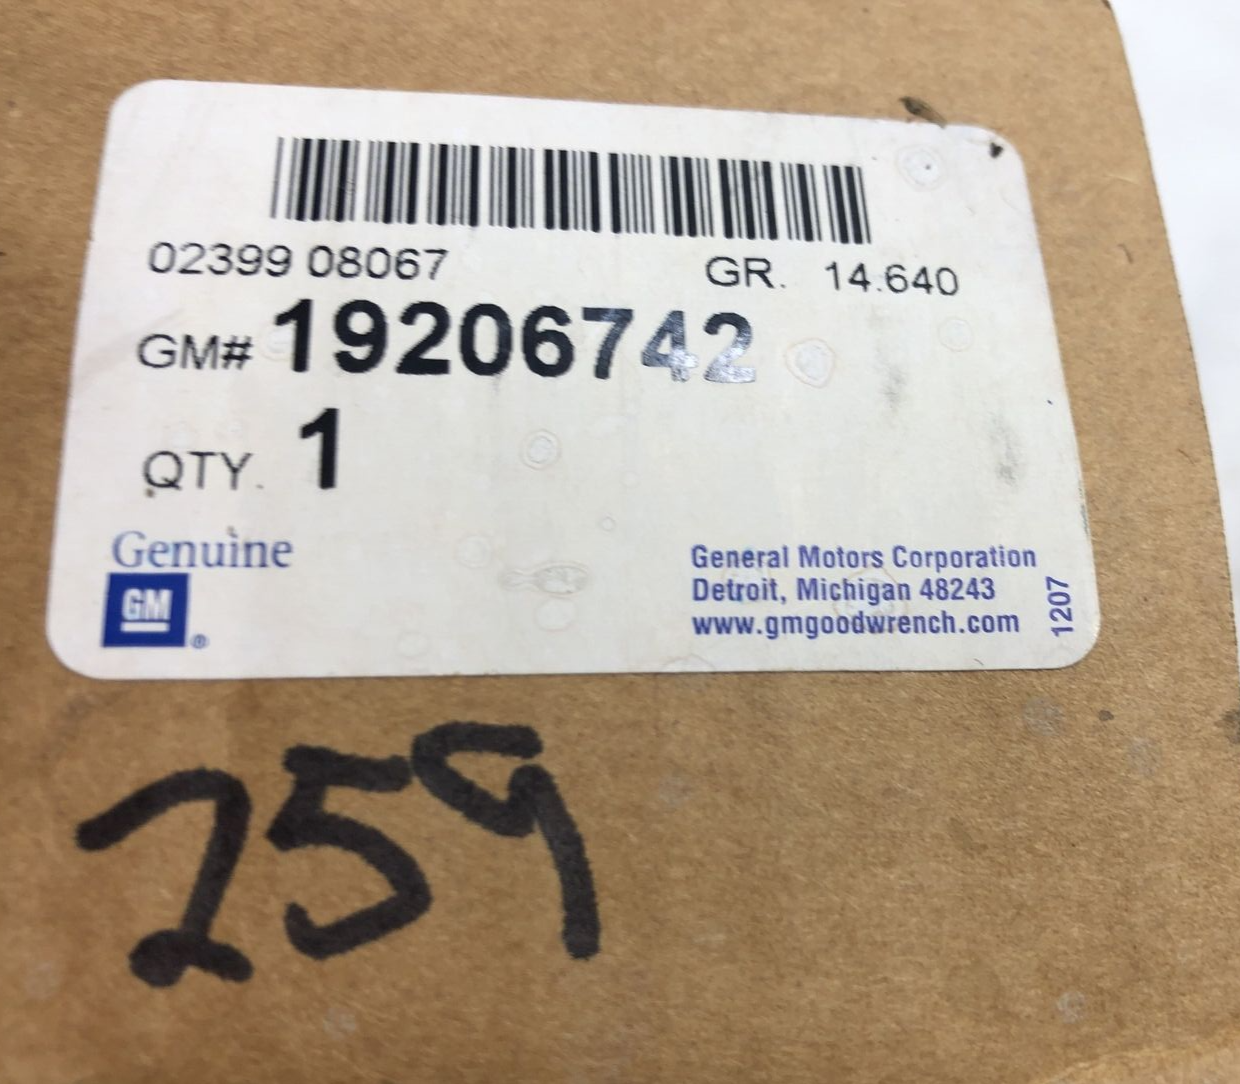 02399 08067 GR. 14.640
GM# 19206742
QTY. 1
Genuine
GM ®
General Motors Corporation
Detroit, Michigan 48243
www.gmgoodwrench.com
1207
259